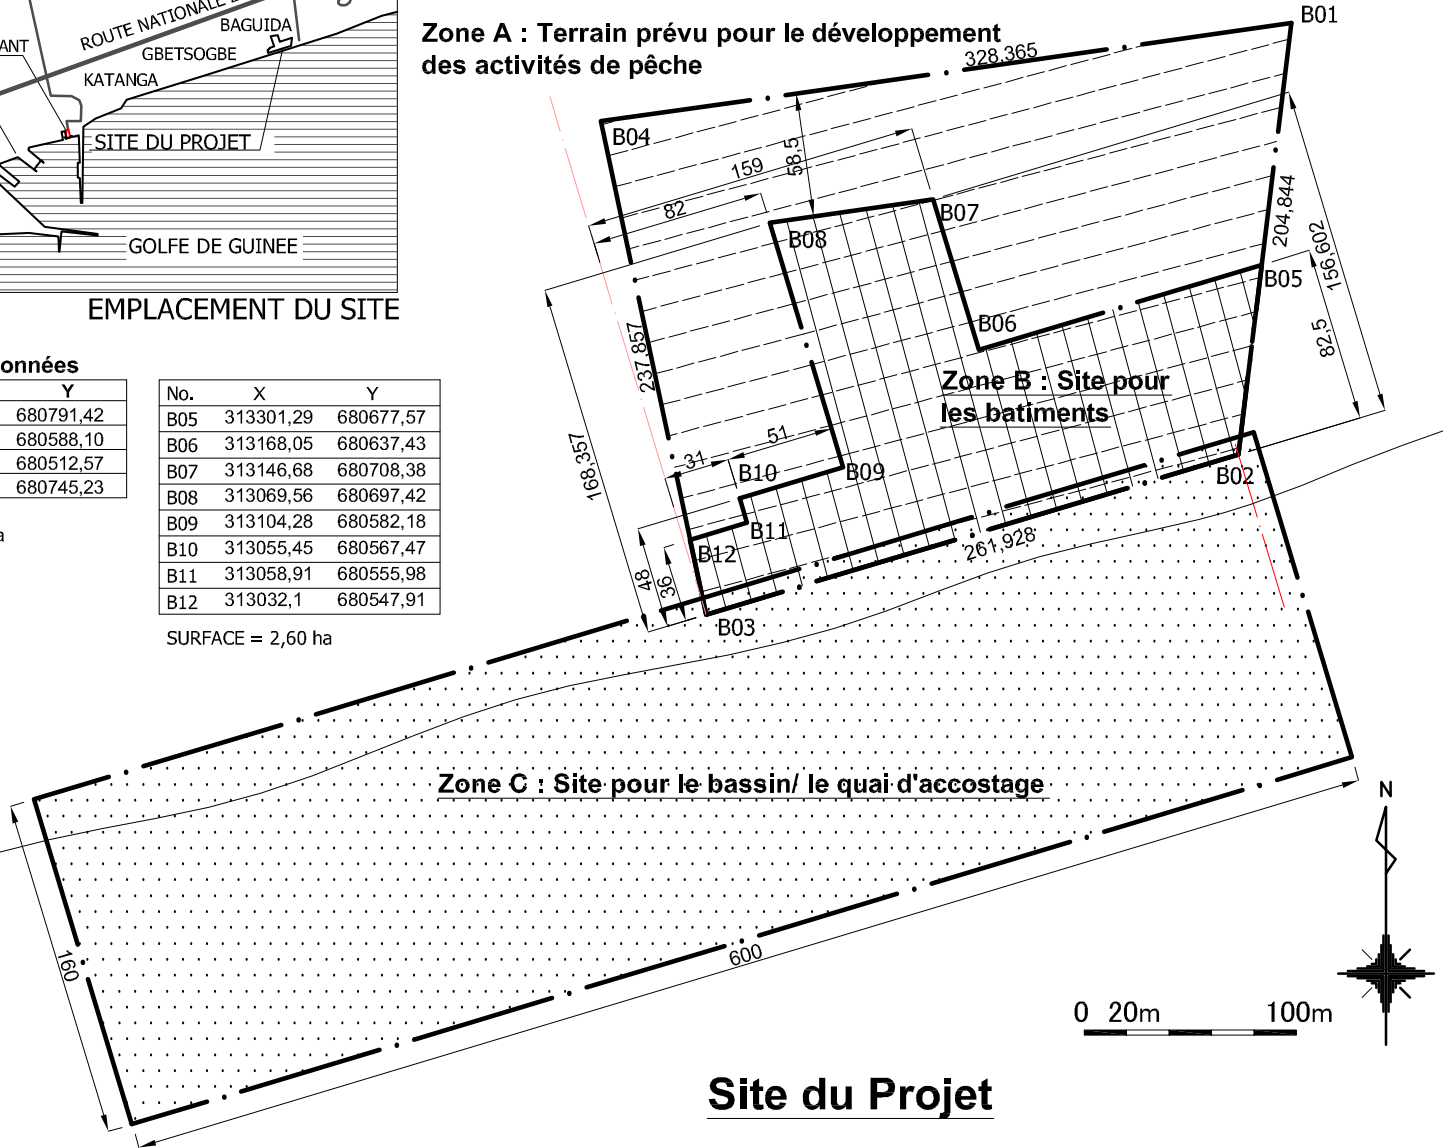 ROUTE NATIONALE
BAGUIDA
ANT
GBETSOGBE
KATANGA
SITE DU PROJET
GOLFE DE GUINEE
EMPLACEMENT DU SITE
Zone A : Terrain prévu pour le développement
des activités de pêche
B01
328.365
B04
58,5
159
82
B07
B08
204,844
156,602
B05
82,5
B06
237.857
168.357
Zone B : Site pour
les batiments
51
31
B10
B09
B02
B11
B12
261,928
48
36
B03
onnées
Y
680791,42
680588,10
680512,57
680745,23
a
No. X Y
B05 313301,29 680677,57
B06 313168,05 680637,43
B07 313146,68 680708,38
B08 313069,56 680697,42
B09 313104,28 680582,18
B10 313055,45 680567,47
B11 313058,91 680555,98
B12 313032,1 680547,91
SURFACE = 2,60 ha
Zone C : Site pour le bassin/ le quai d'accostage
160
600
N
0 20m 100m
Site du Projet